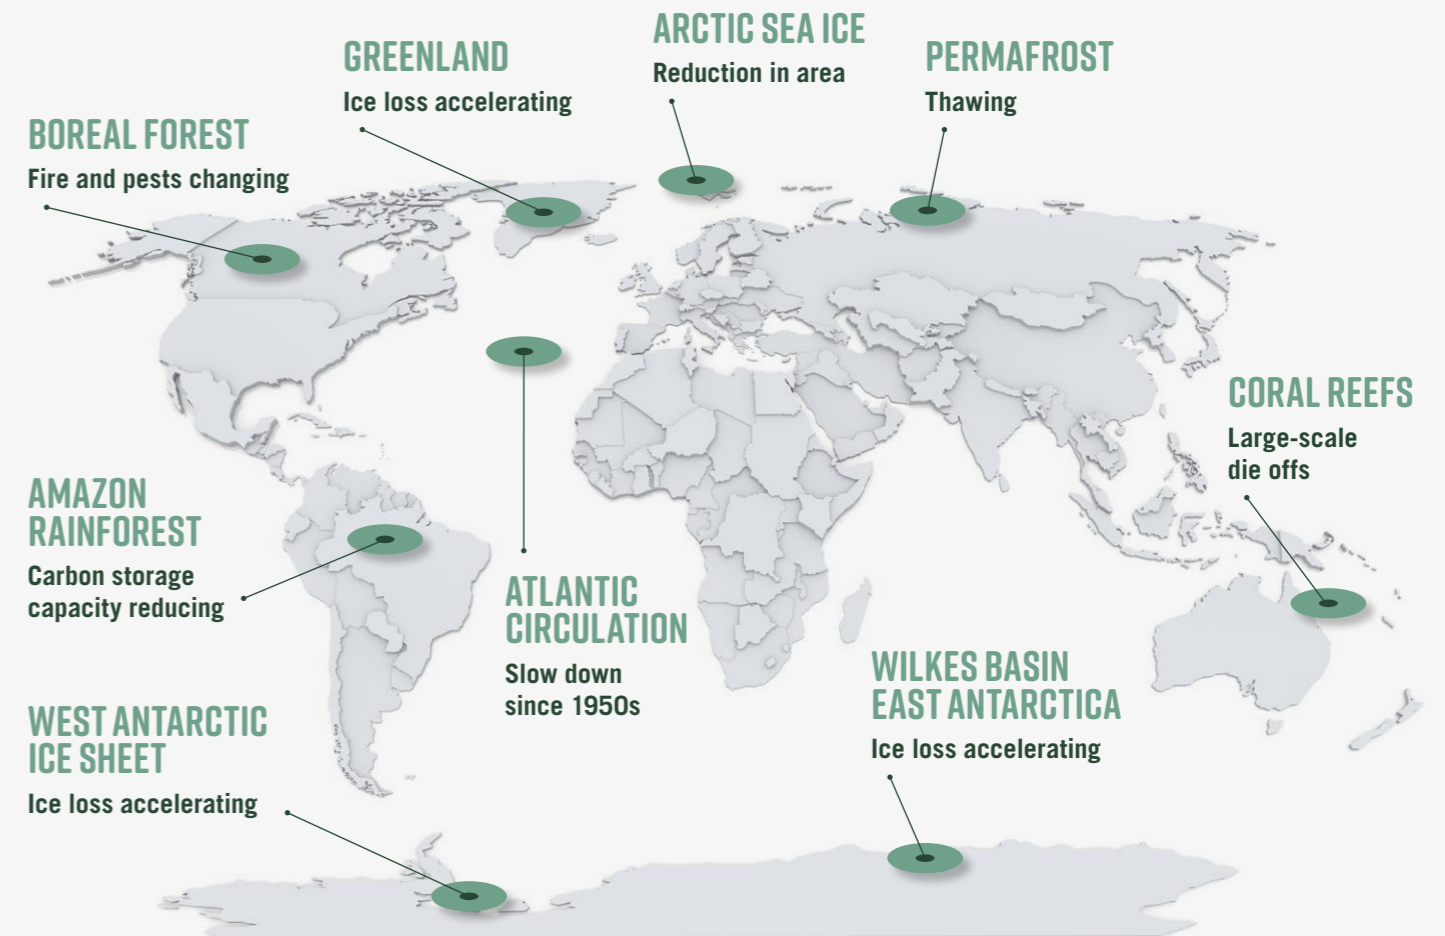 ARCTIC SEA ICE
Reduction in area
GREENLAND
Ice loss accelerating
PERMAFROST
Thawing
BOREAL FOREST
Fire and pests changing
CORAL REEFS
Large-scale
die offs
AMAZON
RAINFOREST
Carbon storage
capacity reducing
ATLANTIC
CIRCULATION
Slow down
since 1950s
WILKES BASIN
EAST ANTARCTICA
Ice loss accelerating
WEST ANTARCTIC
ICE SHEET
Ice loss accelerating